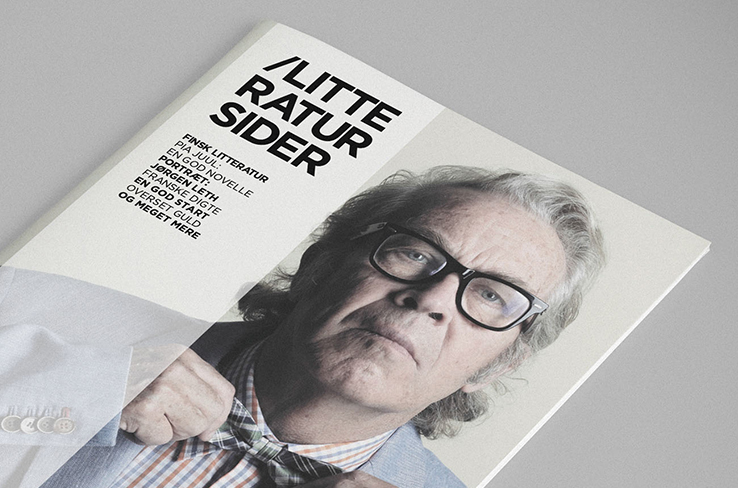 /LITTE
RATUR
SIDER
FINSK LITTERATUR
PIA JUUL:
EN GOD NOVELLE
PORTRÆT:
JØRGEN LETH
FRANSKE DIGTE
EN GOD START
OVERSET GULD
OG MEGET MERE